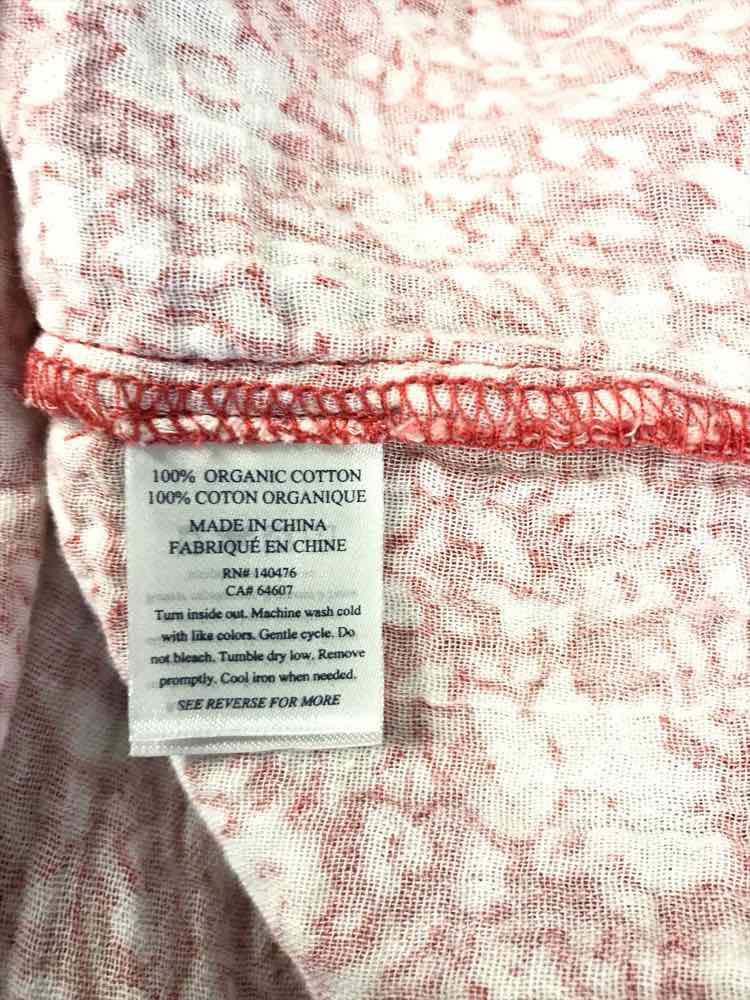 100% ORGANIC COTTON
100% COTON ORGANIQUE
MADE IN CHINA
FABRIQUÉ EN CHINE
RN# 140476
CA# 64607
Turn inside out. Machine wash cold
with like colors. Gentle cycle. Do
not bleach. Tumble dry low. Remove
promptly. Cool iron when needed.
SEE REVERSE FOR MORE